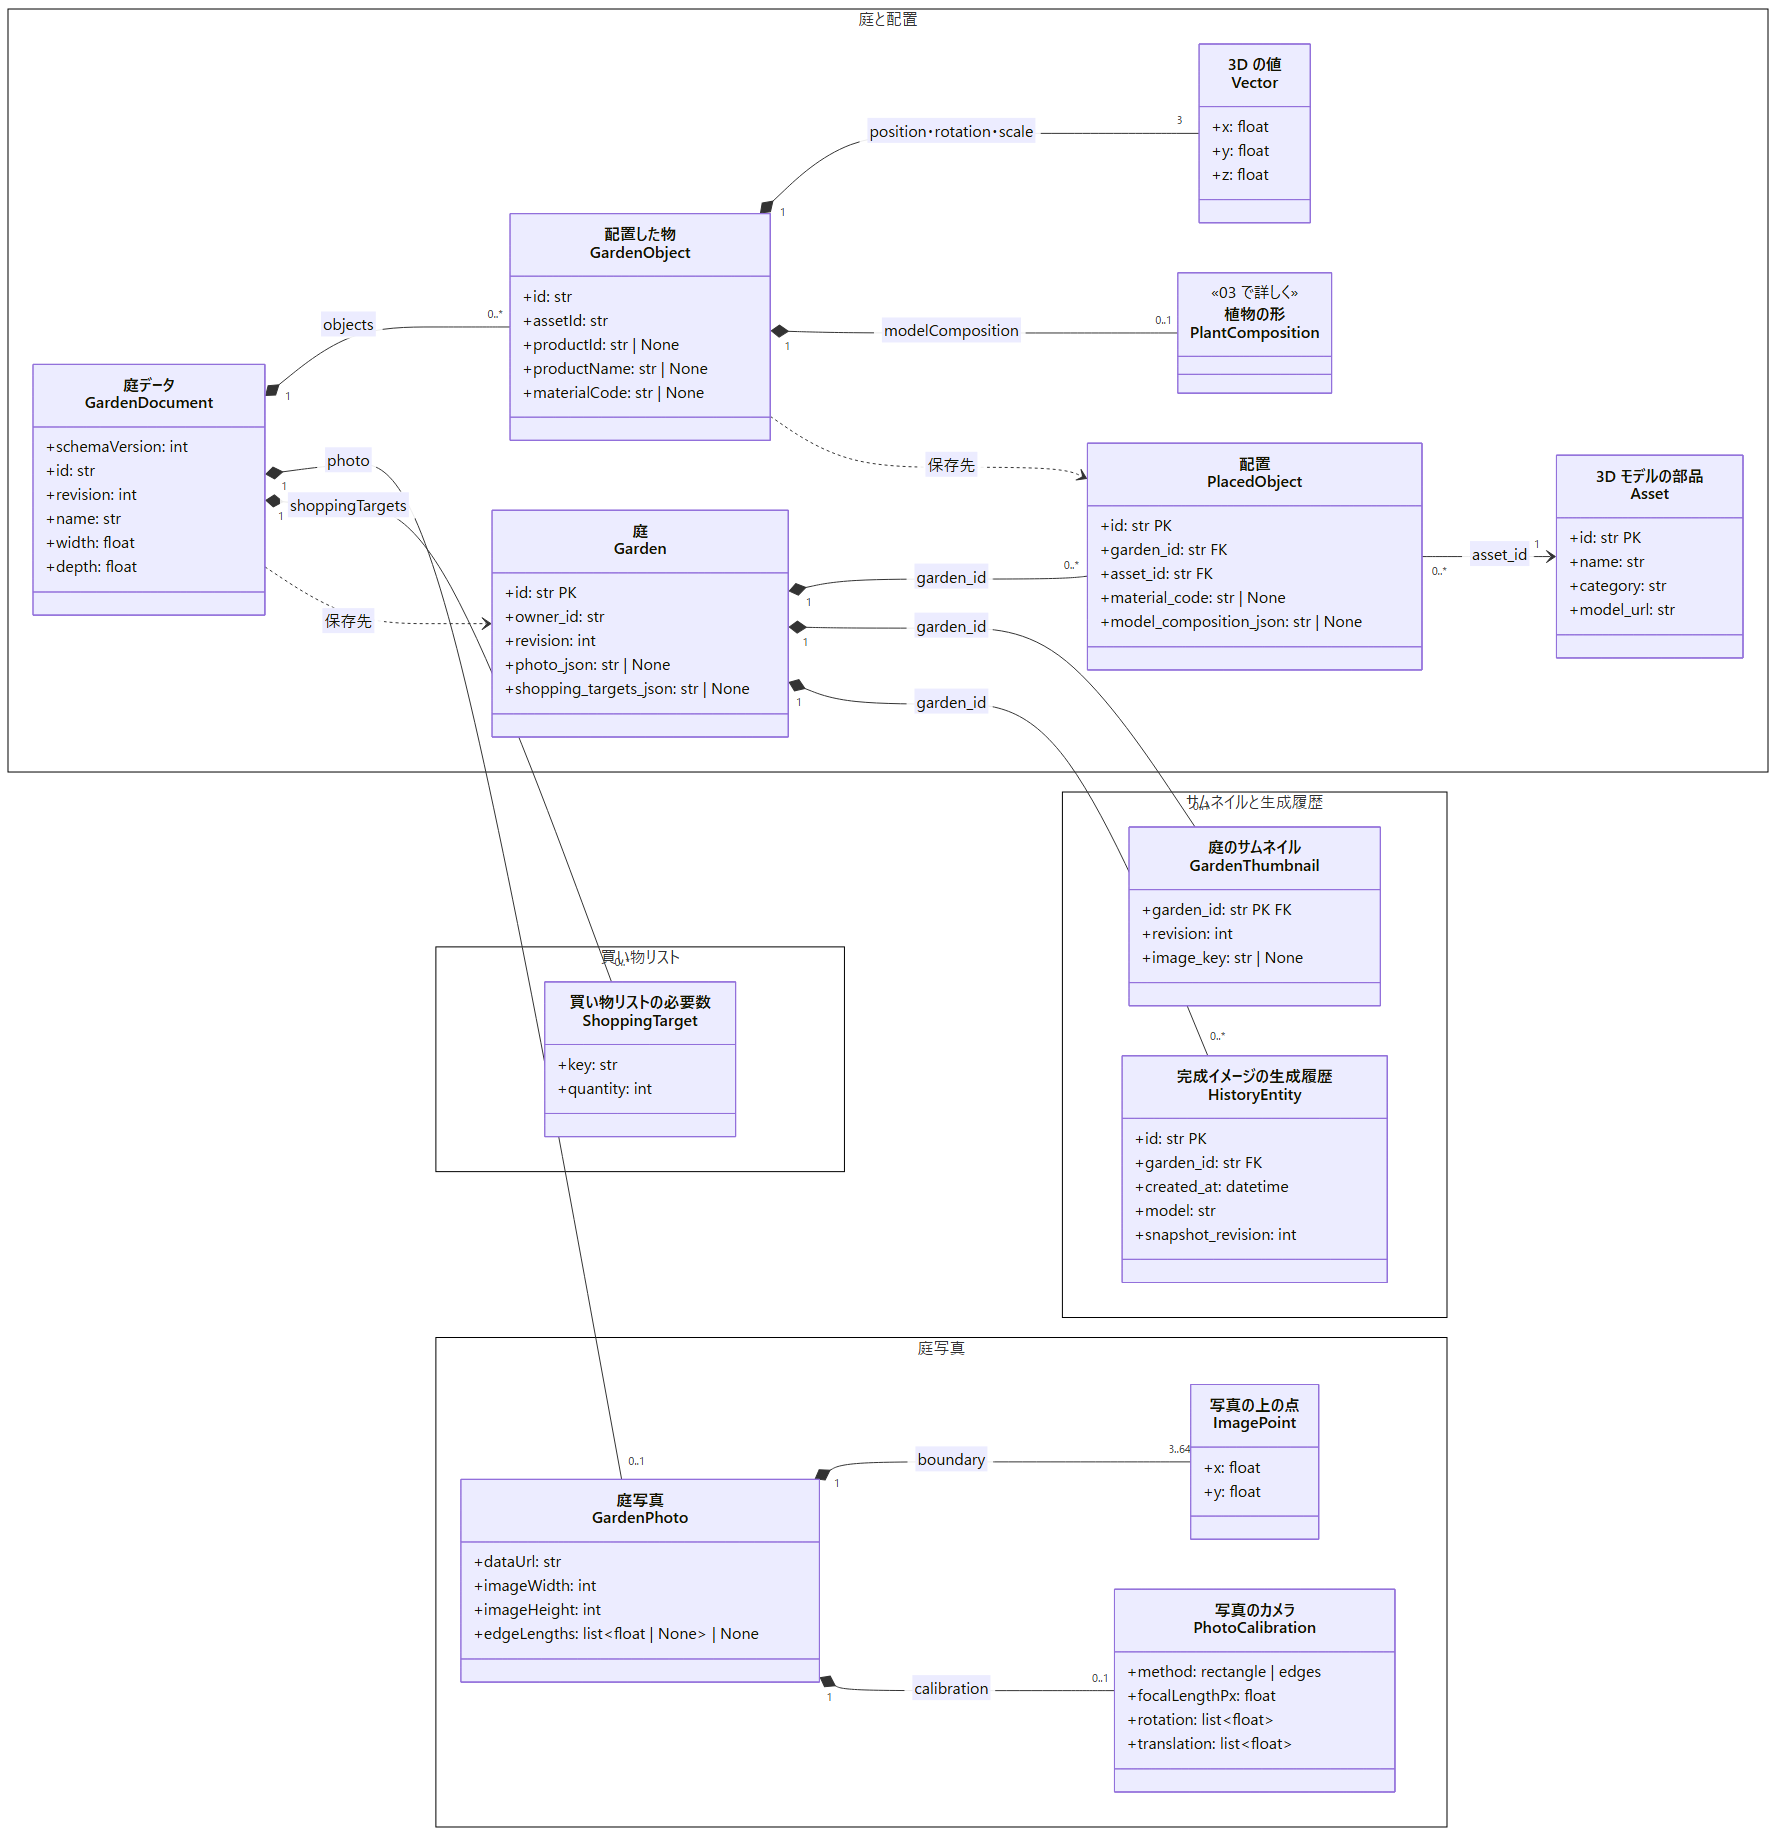 庭と配置
3D の値
Vector
+x: float
+y: float
+z: float
3
position・rotation・scale
1
配置した物
GardenObject
+id: str
+assetId: str
+productId: str | None
+productName: str | None
+materialCode: str | None
«03 で詳しく»
植物の形
PlantComposition
0..1
modelComposition
1
0..*
objects
1
庭データ
GardenDocument
+schemaVersion: int
+id: str
+revision: int
+name: str
+width: float
+depth: float
photo
1
shoppingTargets
1
保存先
保存先
配置
PlacedObject
+id: str PK
+garden_id: str FK
+asset_id: str FK
+material_code: str | None
+model_composition_json: str | None
3D モデルの部品
Asset
+id: str PK
+name: str
+category: str
+model_url: str
1
asset_id
0..*
庭
Garden
+id: str PK
+owner_id: str
+revision: int
+photo_json: str | None
+shopping_targets_json: str | None
0..*
garden_id
1
garden_id
1
garden_id
1
サムネイルと生成履歴
庭のサムネイル
GardenThumbnail
+garden_id: str PK FK
+revision: int
+image_key: str | None
0..*
完成イメージの生成履歴
HistoryEntity
+id: str PK
+garden_id: str FK
+created_at: datetime
+model: str
+snapshot_revision: int
買い物リスト
0..*
買い物リストの必要数
ShoppingTarget
+key: str
+quantity: int
庭写真
0..1
庭写真
GardenPhoto
+dataUrl: str
+imageWidth: int
+imageHeight: int
+edgeLengths: list<float | None> | None
boundary
1
3..64
写真の上の点
ImagePoint
+x: float
+y: float
calibration
1
0..1
写真のカメラ
PhotoCalibration
+method: rectangle | edges
+focalLengthPx: float
+rotation: list<float>
+translation: list<float>